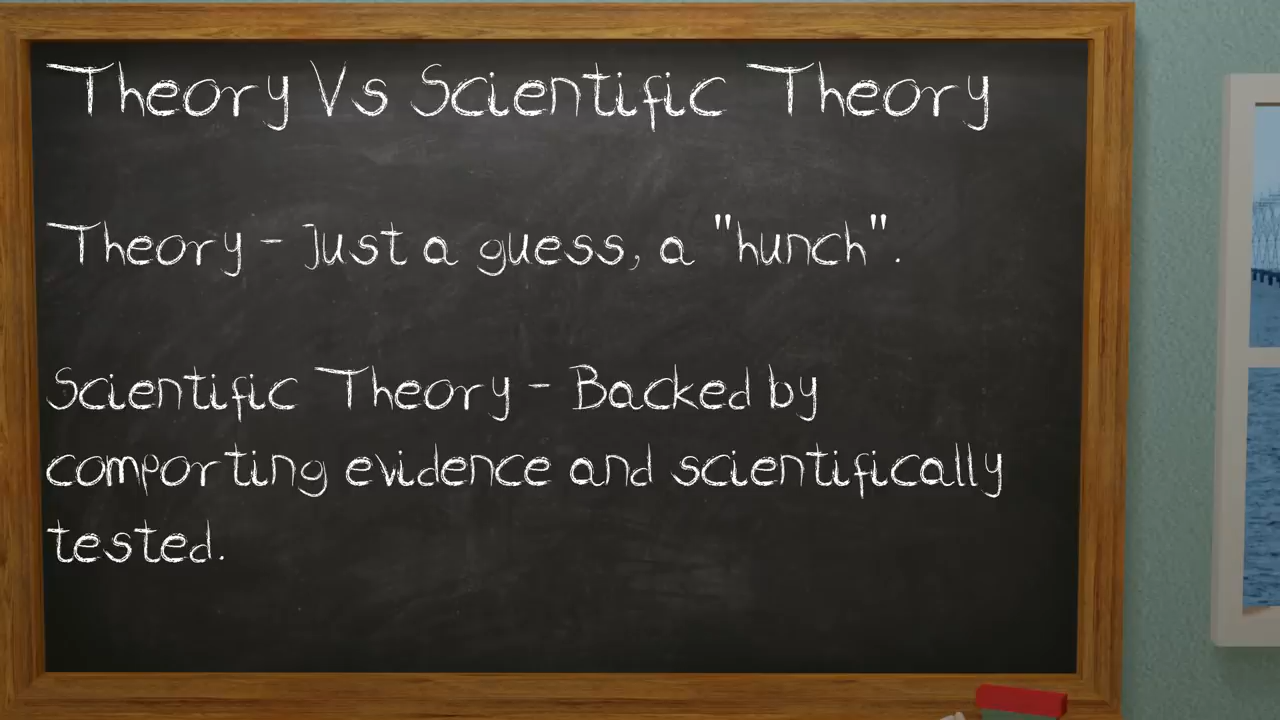 Theory Vs Scientific Theory
Theory - Just a guess, a "hunch".
Scientific Theory - Backed by
comporting evidence and scientifically
tested.